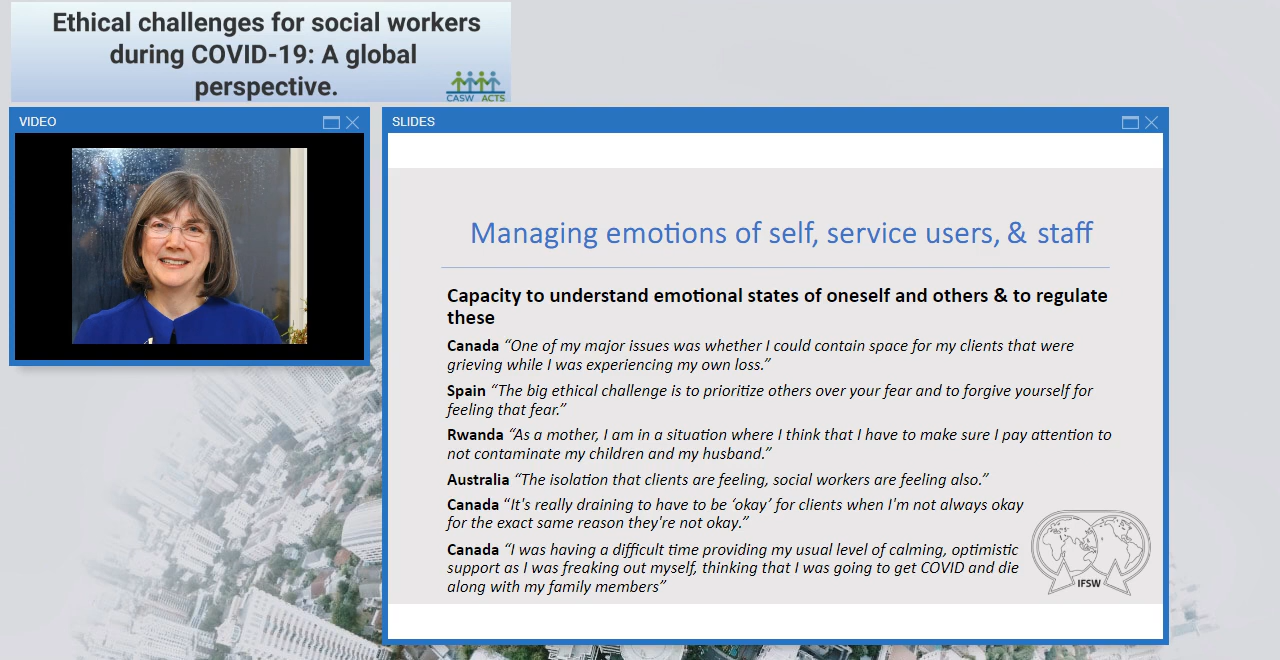 Ethical challenges for social workers
during COVID-19: A global
perspective.
CASW ACTS
VIDEO
SLIDES
Managing emotions of self, service users, & staff
Capacity to understand emotional states of oneself and others & to regulate
these
Canada “One of my major issues was whether I could contain space for my clients that were
grieving while I was experiencing my own loss.”
Spain “The big ethical challenge is to prioritize others over your fear and to forgive yourself for
feeling that fear.”
Rwanda “As a mother, I am in a situation where I think that I have to make sure I pay attention to
not contaminate my children and my husband.”
Australia “The isolation that clients are feeling, social workers are feeling also.”
Canada “It's really draining to have to be ‘okay’ for clients when I'm not always okay
for the exact same reason they're not okay.”
Canada “I was having a difficult time providing my usual level of calming, optimistic
support as I was freaking out myself, thinking that I was going to get COVID and die
along with my family members”
IFSW